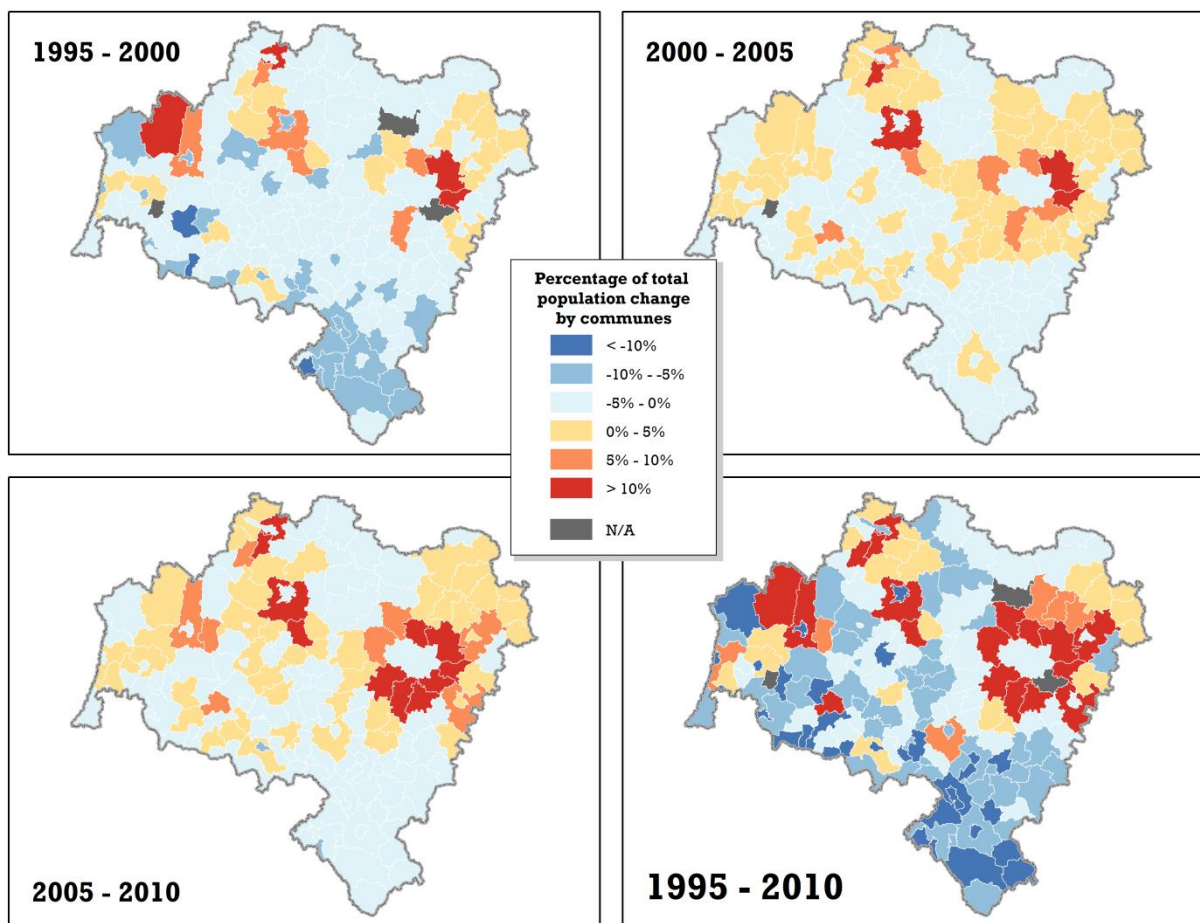 1995 - 2000
2000 - 2005
Percentage of total
population change
by communes
< -10%
-10% - -5%
-5% - 0%
0% - 5%
5% - 10%
> 10%
N/A
2005 - 2010
1995 - 2010